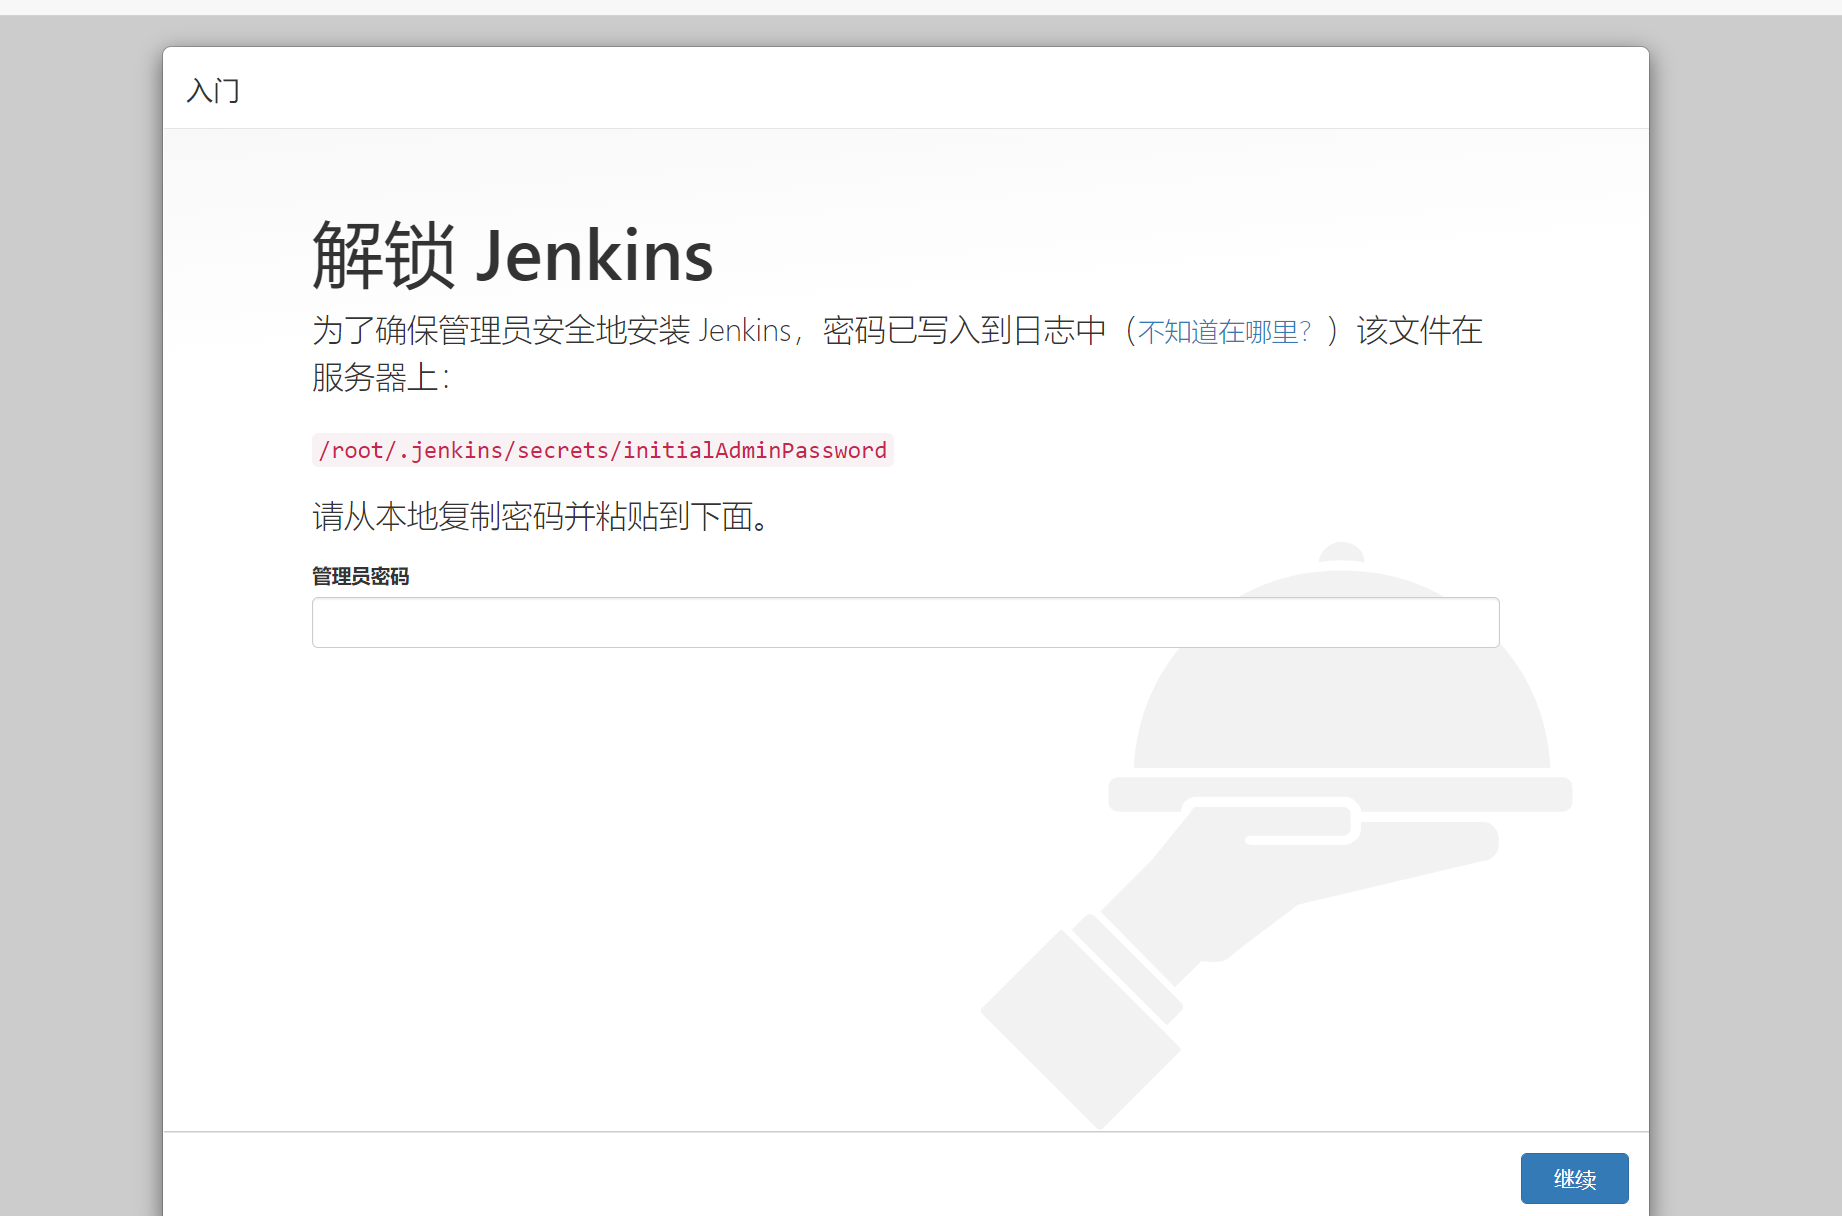 入门
解锁 Jenkins
为了确保管理员安全地安装 Jenkins，密码已写入到日志中（不知道在哪里？）该文件在
服务器上：
/root/.jenkins/secrets/initialAdminPassword
请从本地复制密码并粘贴到下面。
管理员密码
继续